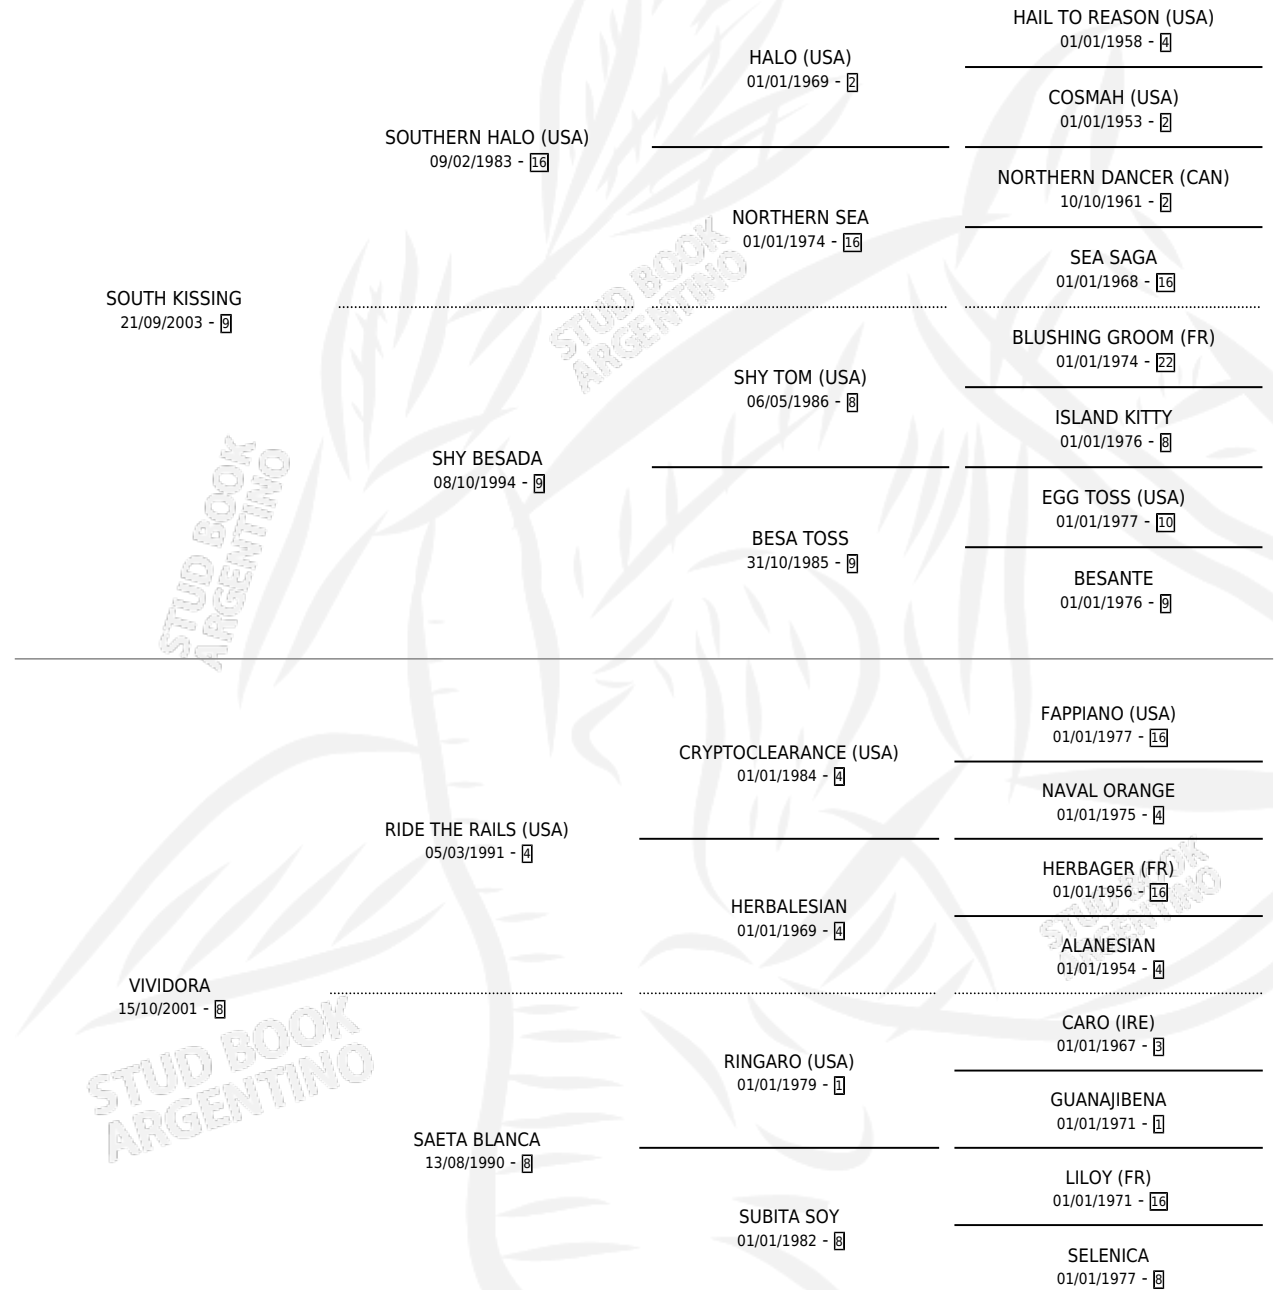 HAIL TO REASON (USA)
01/01/1958 - 4
HALO (USA)
01/01/1969 - 2
COSMAH (USA)
01/01/1953 - 2
SOUTHERN HALO (USA)
09/02/1983 - 16
NORTHERN DANCER (CAN)
10/10/1961 - 2
NORTHERN SEA
01/01/1974 - 16
SEA SAGA
01/01/1968 - 16
SOUTH KISSING
21/09/2003 - 9
BLUSHING GROOM (FR)
01/01/1974 - 22
SHY TOM (USA)
06/05/1986 - 8
ISLAND KITTY
01/01/1976 - 8
SHY BESADA
08/10/1994 - 9
EGG TOSS (USA)
01/01/1977 - 10
BESA TOSS
31/10/1985 - 9
BESANTE
01/01/1976 - 9
STUD BOOK
ARGENTINO
STUD BOOK
ARGENTINO
FAPPIANO (USA)
01/01/1977 - 16
CRYPTOCLEARANCE (USA)
01/01/1984 - 4
NAVAL ORANGE
01/01/1975 - 4
RIDE THE RAILS (USA)
05/03/1991 - 4
HERBAGER (FR)
01/01/1956 - 16
HERBALESIAN
01/01/1969 - 4
ALANESIAN
01/01/1954 - 4
VIVIDORA
15/10/2001 - 8
CARO (IRE)
01/01/1967 - 3
RINGARO (USA)
01/01/1979 - 1
GUANAJIBENA
01/01/1971 - 1
SAETA BLANCA
13/08/1990 - 8
LILOY (FR)
01/01/1971 - 16
SUBITA SOY
01/01/1982 - 8
SELENICA
01/01/1977 - 8
STUD BOOK
ARGENTINO
STUD BOOK
ARGENTINO